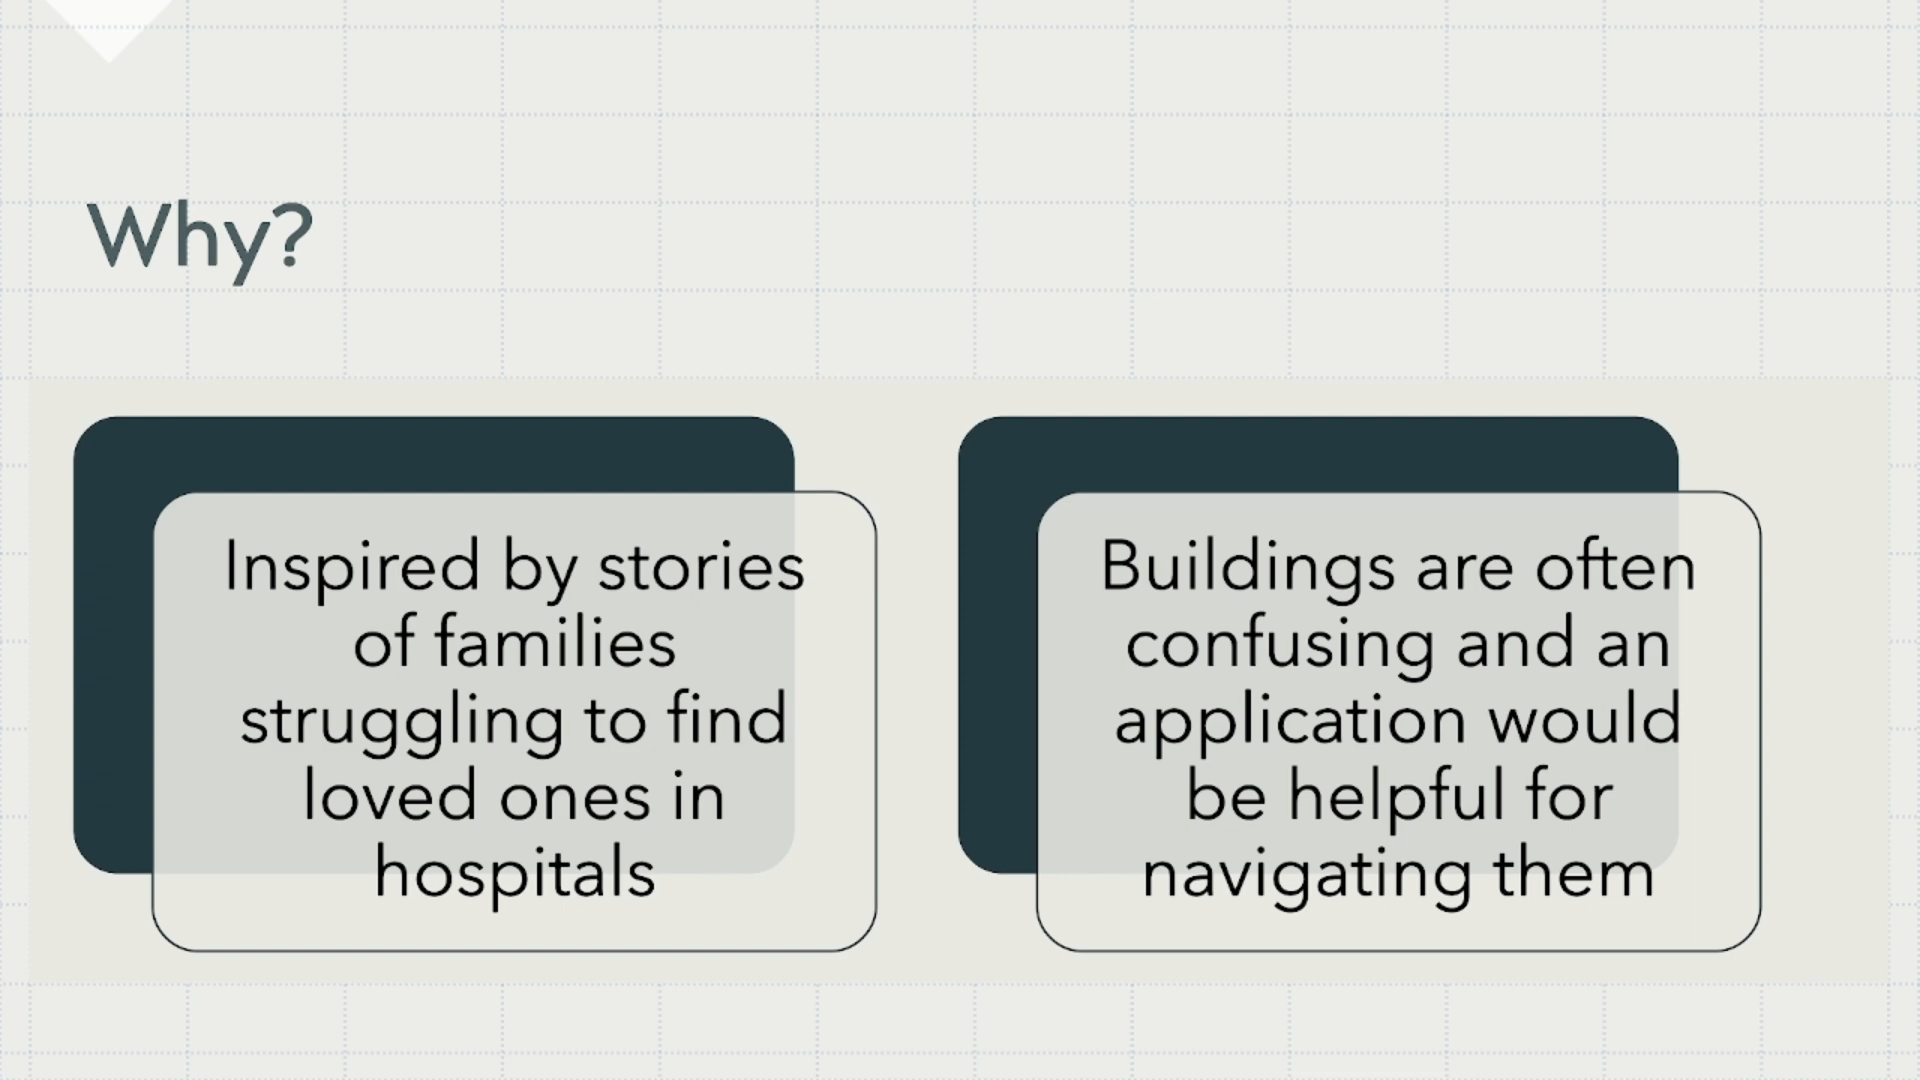 Why?
Inspired by stories
of families
struggling to find
loved ones in
hospitals
Buildings are often
confusing and an
application would
be helpful for
navigating them